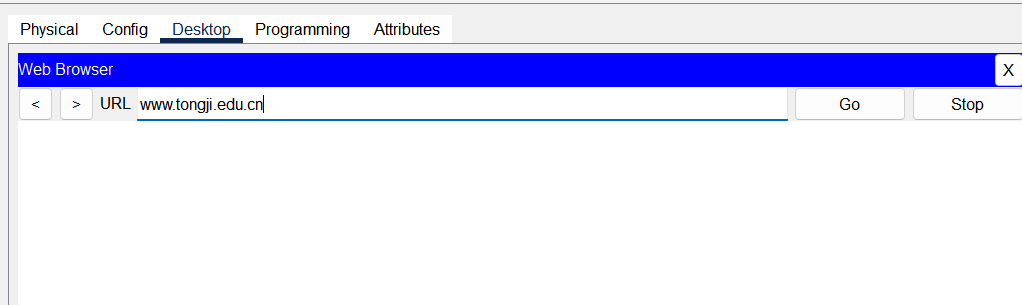 Physical Config Desktop Programming Attributes
Web Browser X
< > URL www.tongji.edu.cn Go Stop